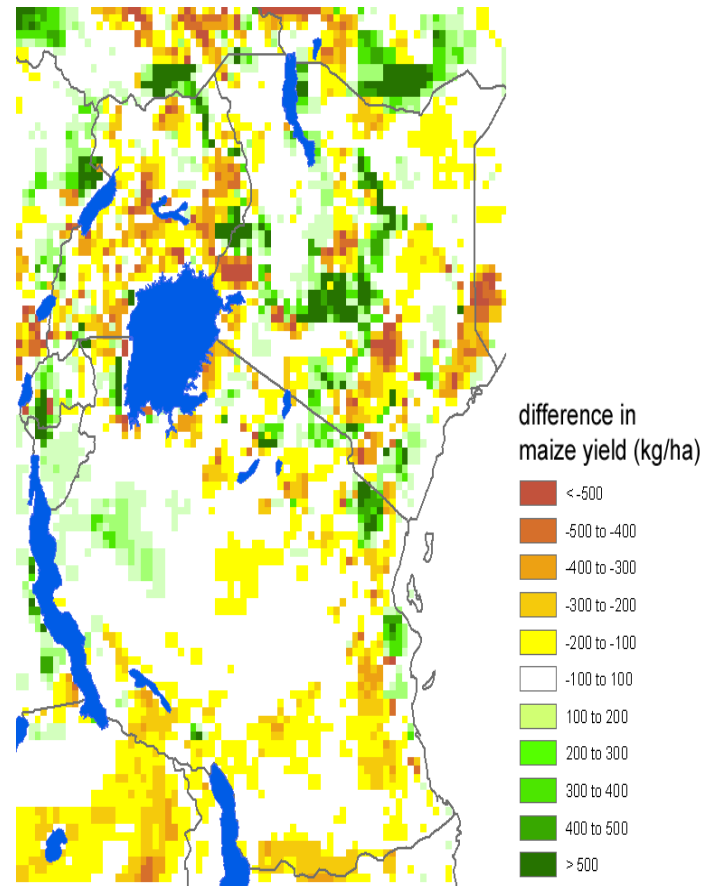 difference in
maize yield (kg/ha)
< -500
-500 to -400
-400 to -300
-300 to -200
-200 to -100
-100 to 100
100 to 200
200 to 300
300 to 400
400 to 500
> 500